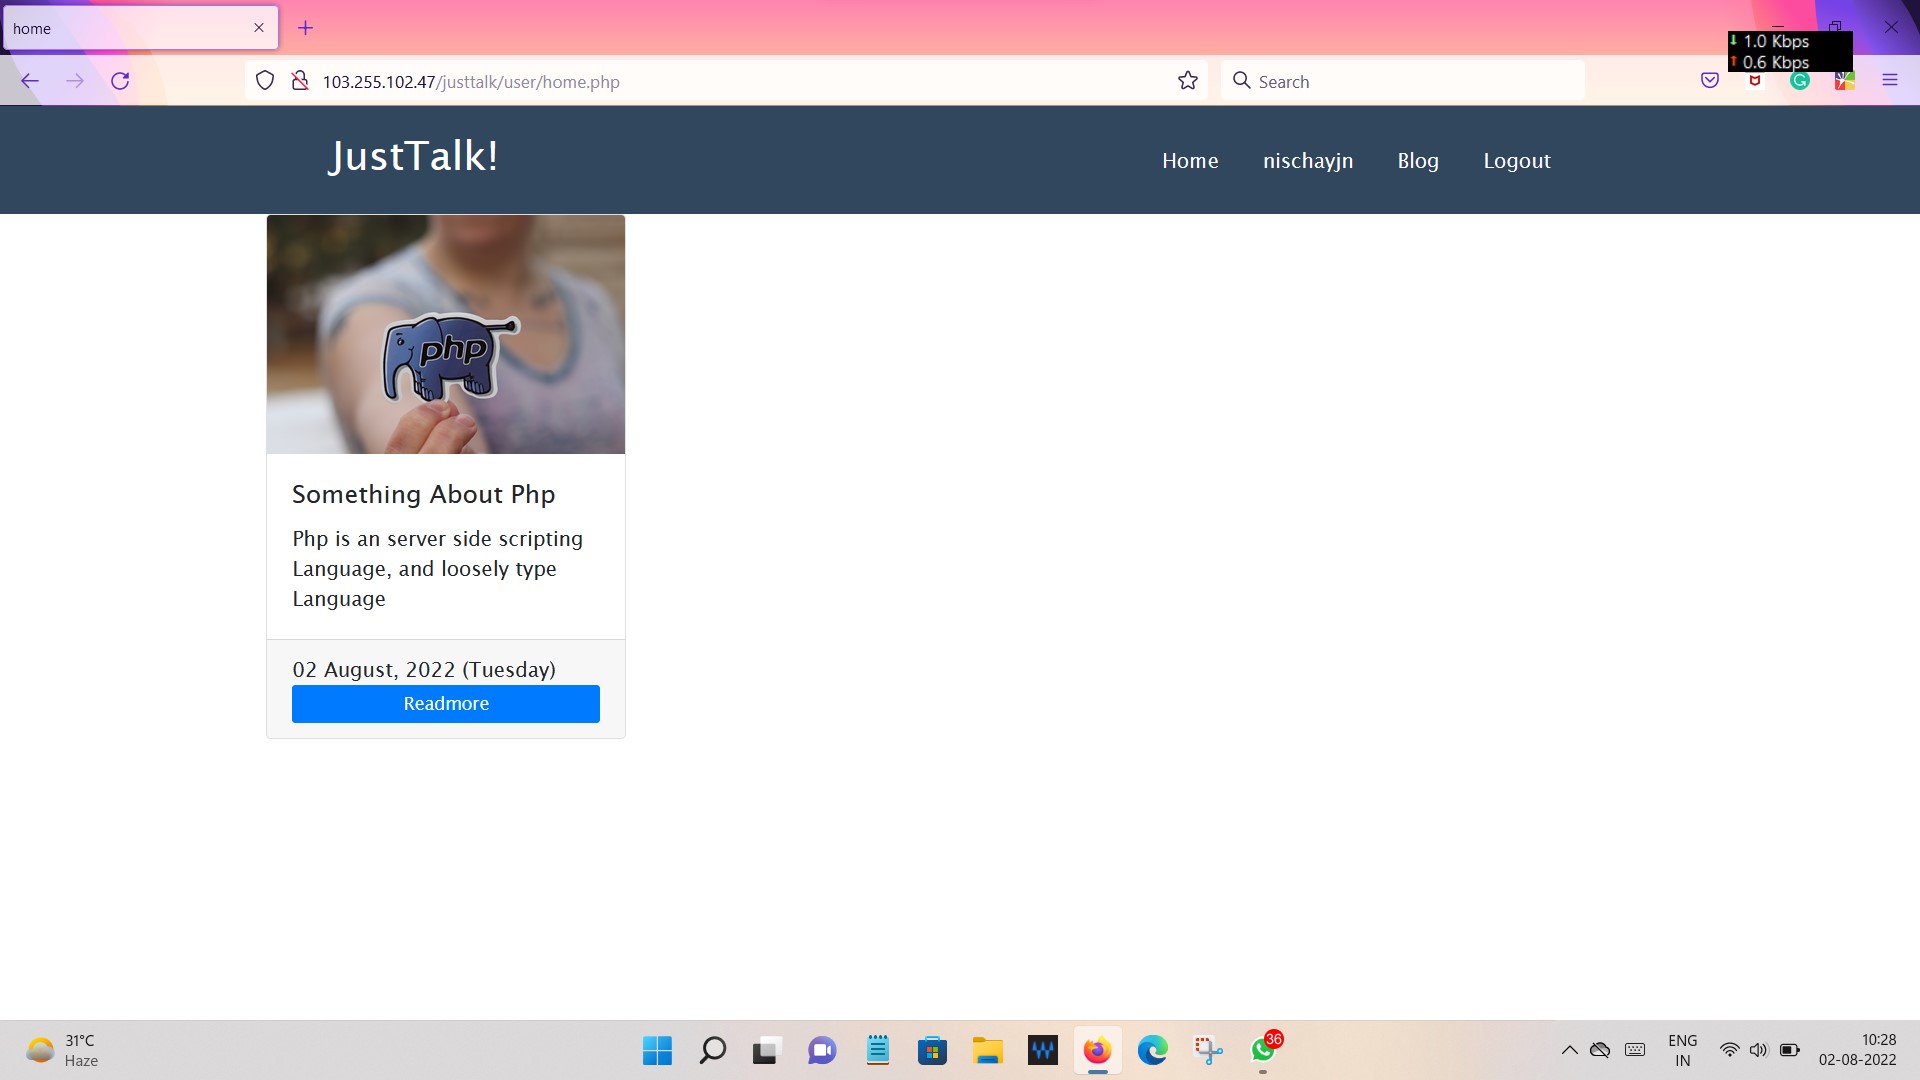 home
1.0 Kbps
0.6 Kbps
103.255.102.47/justtalk/user/home.php
Search
JustTalk!
Home
nischayjn
Blog
Logout
php
Something About Php
Php is an server side scripting
Language, and loosely type
Language
02 August, 2022 (Tuesday)
Readmore
31°C
Haze
36
ENG
IN
10:28
02-08-2022